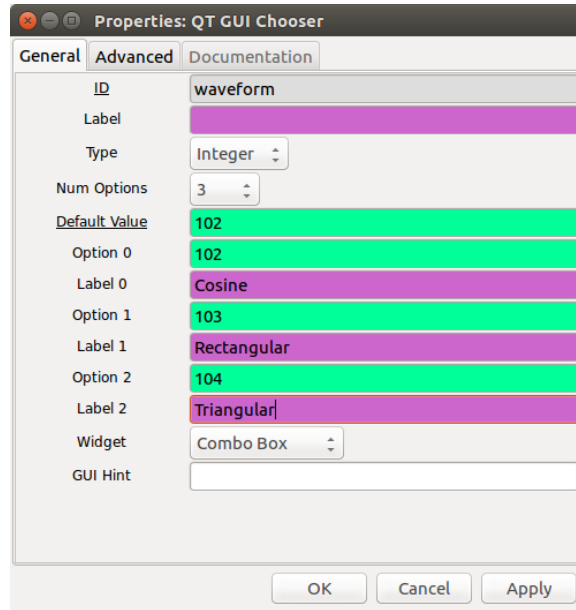 Properties: QT GUI Chooser
General Advanced Documentation
ID waveform
Label
Type Integer
Num Options 3
Default Value 102
Option 0 102
Label 0 Cosine
Option 1 103
Label 1 Rectangular
Option 2 104
Label 2 Triangular
Widget Combo Box
GUI Hint
OK Cancel Apply